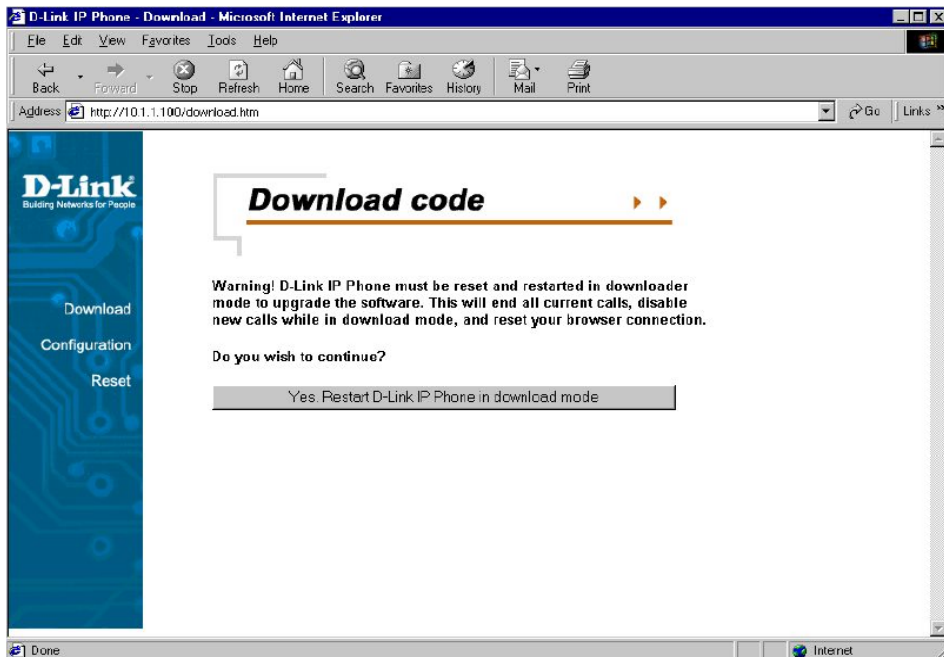 D-Link IP Phone - Download - Microsoft Internet Explorer
File Edit View Favorites Tools Help
Back Forward Stop Refresh Home Search Favorites History Mail Print
Address http://10.1.1.100/download.htm Go Links »
D-Link
Building Networks for People
Download code
Warning! D-Link IP Phone must be reset and restarted in downloader
mode to upgrade the software. This will end all current calls, disable
new calls while in download mode, and reset your browser connection.
Do you wish to continue?
Yes. Restart D-Link IP Phone in download mode
Download
Configuration
Reset
Done Internet